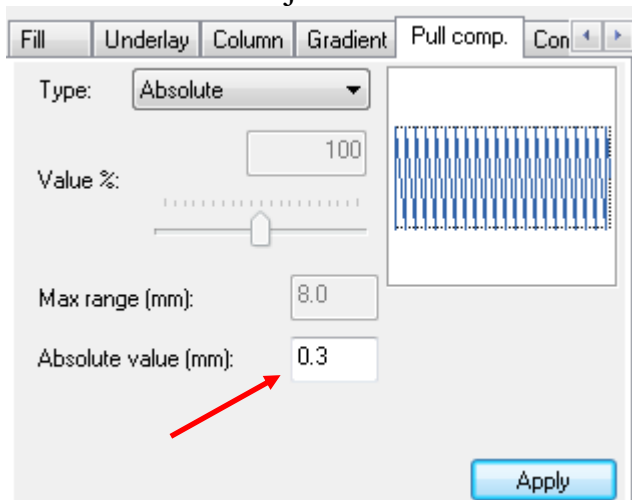 Fill Underlay Column Gradient Pull comp. Con
Type: Absolute
Value %: 100
Max range (mm): 8.0
Absolute value (mm): 0.3
Apply